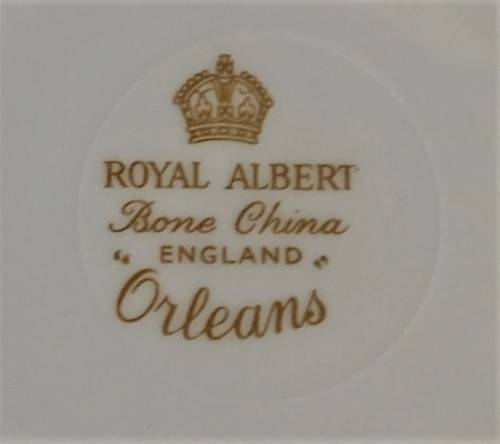 ROYAL ALBERT
Bone China
ENGLAND
"Orleans"